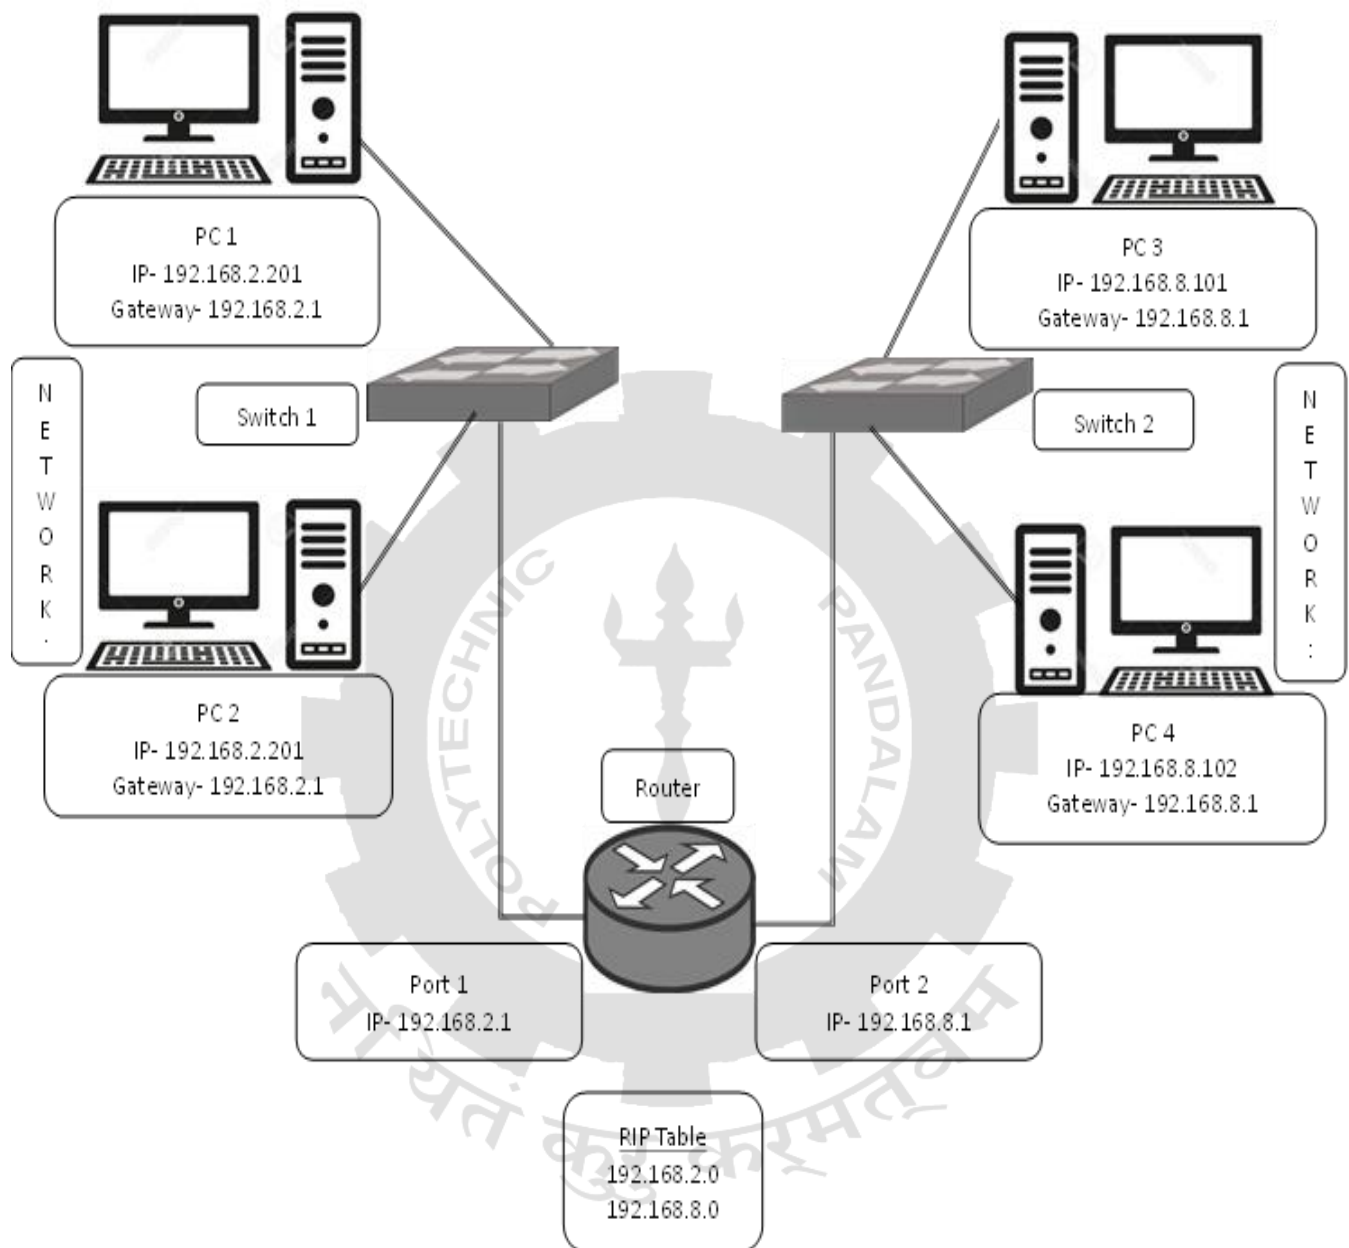 PC 1
IP- 192.168.2.201
Gateway- 192.168.2.1
PC 3
IP- 192.168.8.101
Gateway- 192.168.8.1
NETWORK:
Switch 1
Switch 2
NETWORK:
PC 2
IP- 192.168.2.201
Gateway- 192.168.2.1
PC 4
IP- 192.168.8.102
Gateway- 192.168.8.1
Router
POLYTECHNIC PANDALAM
Port 1
IP- 192.168.2.1
Port 2
IP- 192.168.8.1
RIP Table
192.168.2.0
192.168.8.0